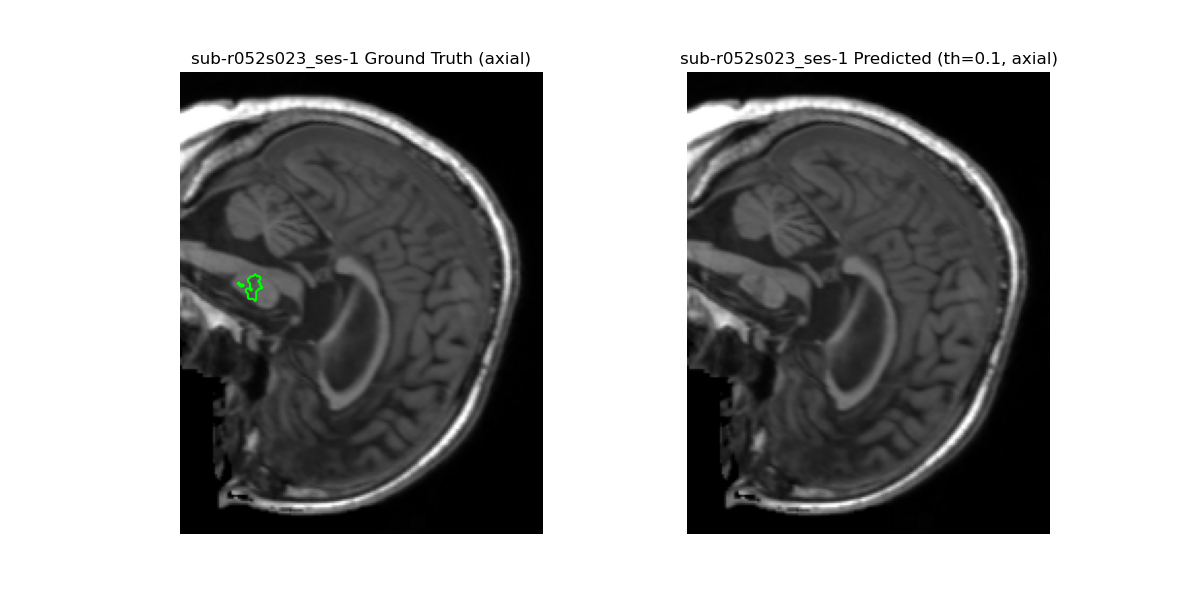 sub-r052s023_ses-1 Ground Truth (axial)
sub-r052s023_ses-1 Predicted (th=0.1, axial)